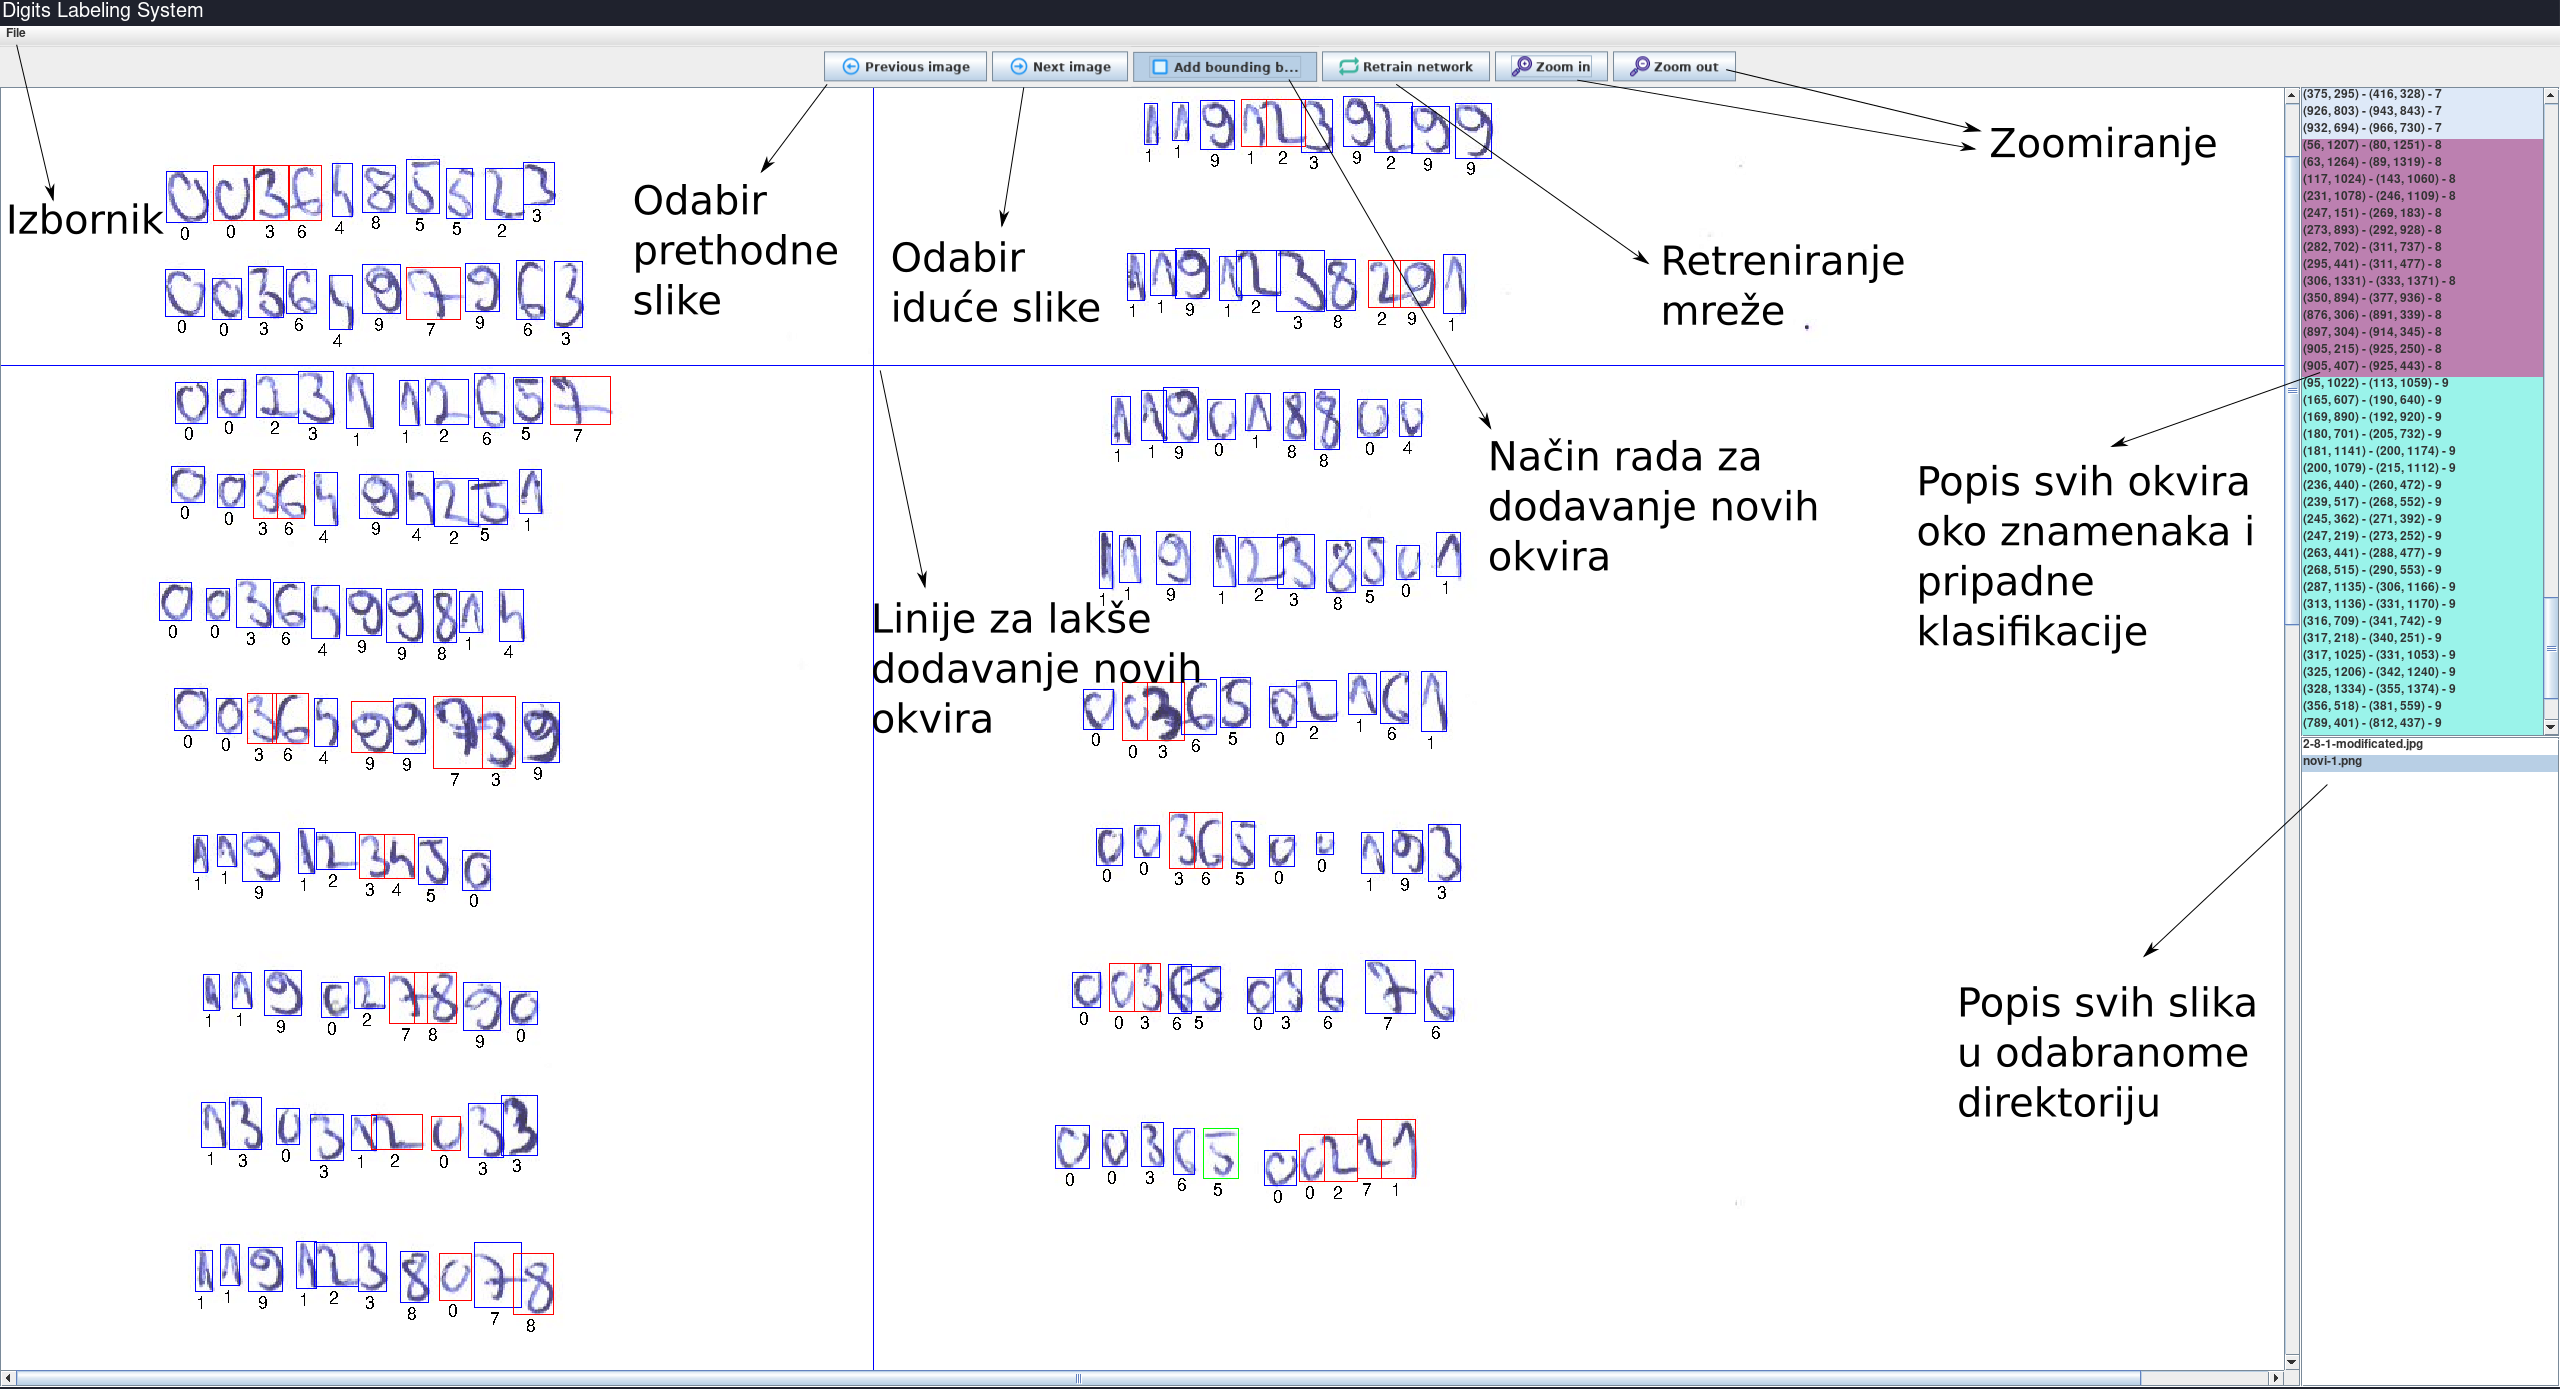 Digits Labeling System
File
Previous image Next image Add bounding b... Retrain network Zoom in Zoom out
Izbornik
Odabir
prethodne
slike
Odabir
iduće slike
Zoomiranje
Retreniranje
mreže
Način rada za
dodavanje novih
okvira
Linije za lakše
dodavanje novih
okvira
Popis svih okvira
oko znamenaka i
pripadne
klasifikacije
Popis svih slika
u odabranome
direktoriju
0036485523
0 0 3 6 4 8 5 5 2 3
0036497963
0 0 3 6 4 9 7 9 6 3
0023112657
0 0 2 3 1 1 2 6 5 7
0036494251
0 0 3 6 4 9 4 2 5 1
0036499814
0 0 3 6 4 9 9 8 1 4
0036499739
0 0 3 6 4 9 9 7 3 9
119123450
1 1 9 1 2 3 4 5 0
119027890
1 1 9 0 2 7 8 9 0
130312033
1 3 0 3 1 2 0 3 3
1191238078
1 1 9 1 2 3 8 0 7 8
1191239299
1 1 9 1 2 3 9 2 9 9
1191238291
1 1 9 1 2 3 8 2 9 1
119018800
1 1 9 0 1 8 8 0 4
1191238501
1 1 9 1 2 3 8 5 0 1
0036502161
0 0 3 6 5 0 2 1 6 1
0036500193
0 0 3 6 5 0 0 1 9 3
0036503676
0 0 3 6 5 0 3 6 7 6
0036500221
0 0 3 6 5 0 0 2 7 1
(375, 295) - (416, 328) - 7
(926, 803) - (943, 843) - 7
(932, 694) - (966, 730) - 7
(56, 1207) - (80, 1251) - 8
(63, 1264) - (89, 1319) - 8
(117, 1024) - (143, 1060) - 8
(231, 1078) - (246, 1109) - 8
(247, 151) - (269, 183) - 8
(273, 893) - (292, 928) - 8
(282, 702) - (311, 737) - 8
(295, 441) - (311, 477) - 8
(306, 1331) - (333, 1371) - 8
(350, 894) - (377, 936) - 8
(876, 306) - (891, 339) - 8
(897, 304) - (914, 345) - 8
(905, 215) - (925, 250) - 8
(905, 407) - (925, 443) - 8
(95, 1022) - (113, 1059) - 9
(165, 607) - (190, 640) - 9
(169, 890) - (192, 920) - 9
(180, 701) - (205, 732) - 9
(181, 1141) - (200, 1174) - 9
(200, 1079) - (215, 1112) - 9
(236, 440) - (260, 472) - 9
(239, 517) - (268, 552) - 9
(245, 362) - (271, 392) - 9
(247, 219) - (273, 252) - 9
(263, 441) - (288, 477) - 9
(268, 515) - (290, 553) - 9
(287, 1135) - (306, 1166) - 9
(313, 1136) - (331, 1170) - 9
(316, 709) - (341, 742) - 9
(317, 218) - (340, 251) - 9
(317, 1025) - (331, 1053) - 9
(325, 1206) - (342, 1240) - 9
(328, 1334) - (355, 1374) - 9
(356, 518) - (381, 559) - 9
(789, 401) - (812, 437) - 9
2-8-1-modificated.jpg
novi-1.png